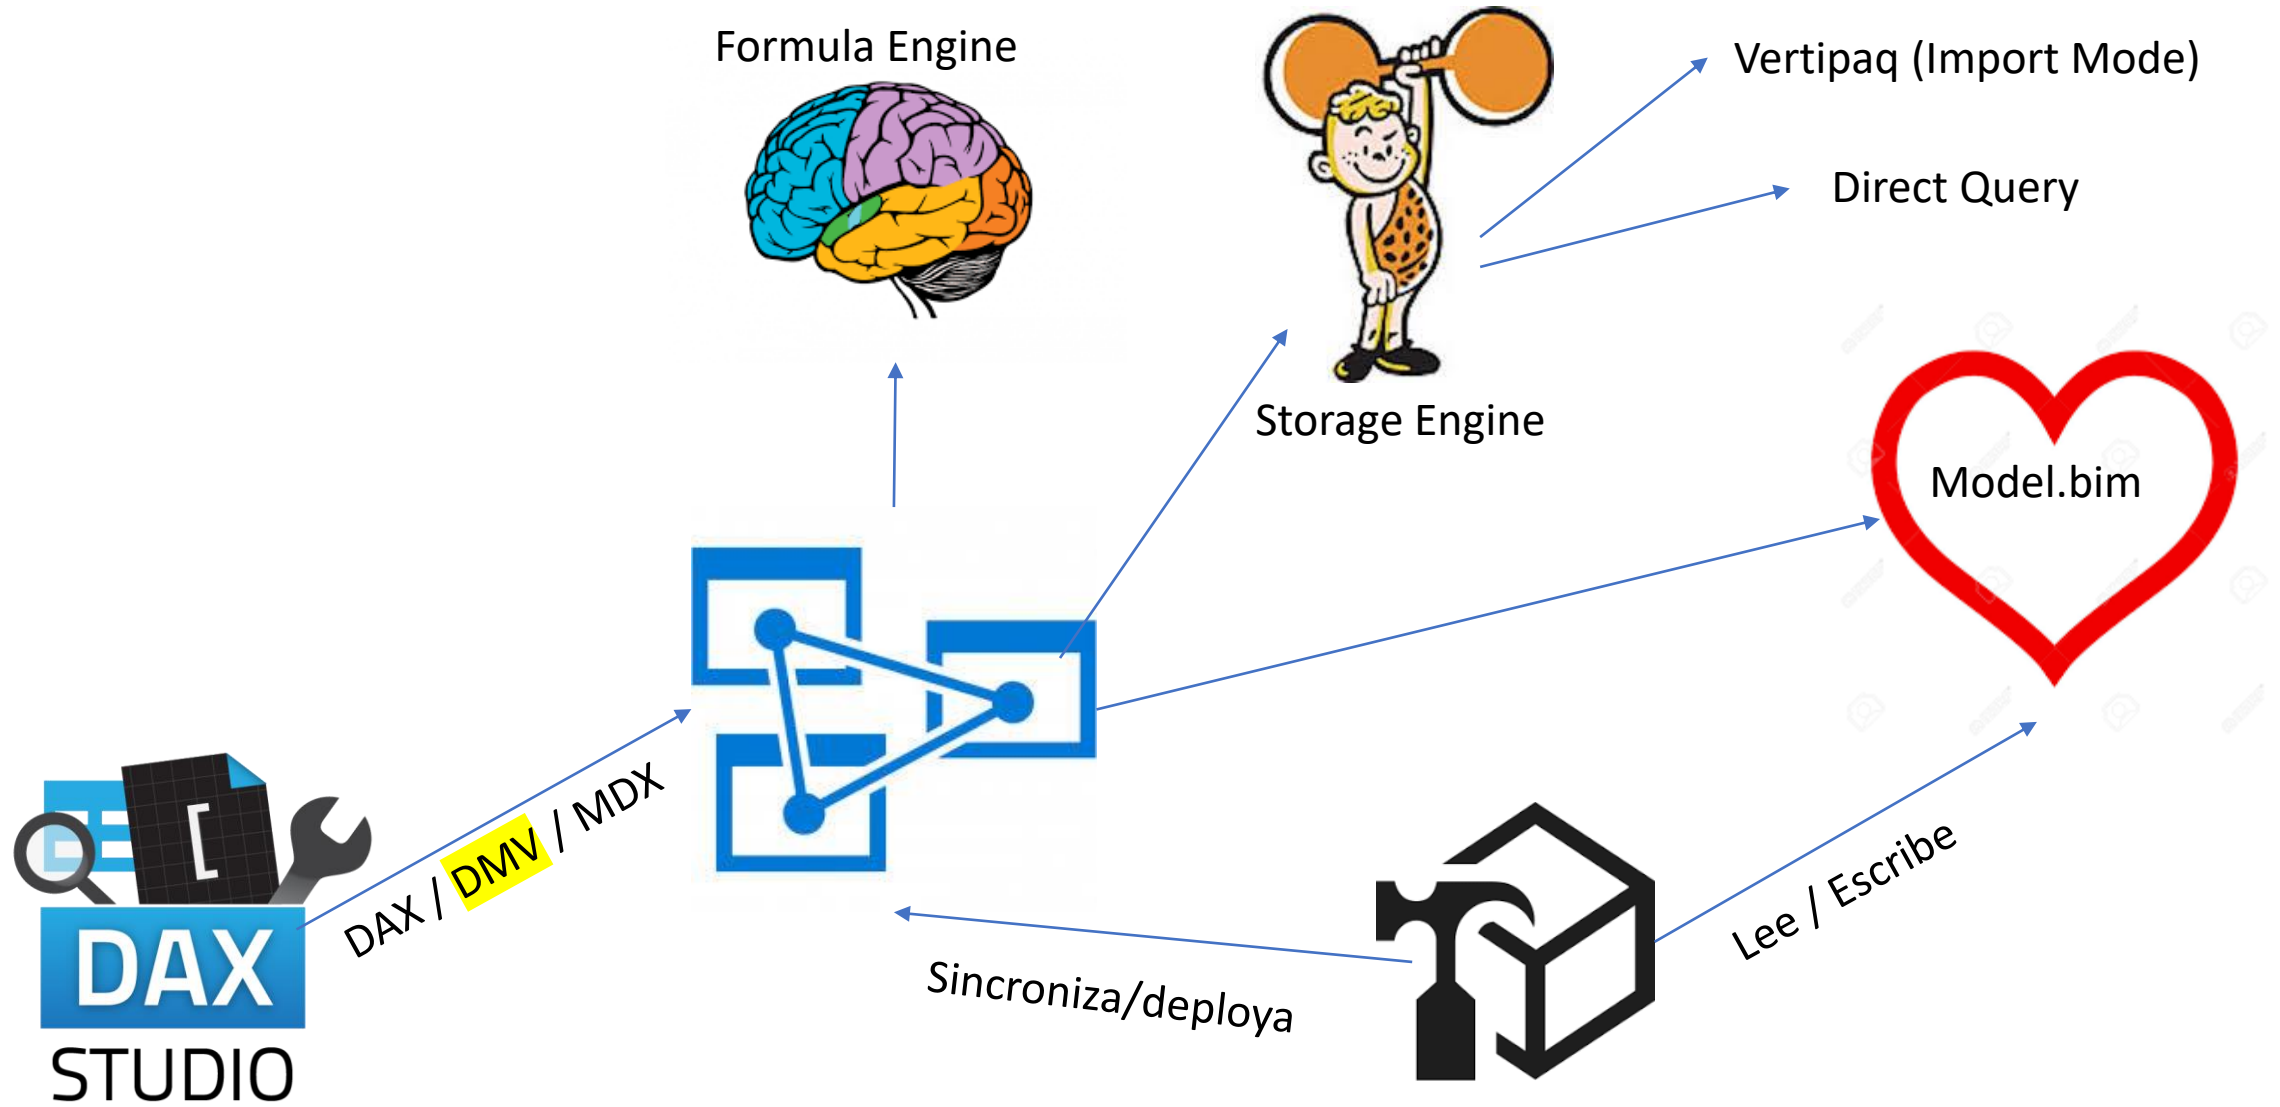 Formula Engine
Vertipaq (Import Mode)
Direct Query
Storage Engine
Model.bim
DAX / DMV / MDX
Lee / Escribe
Sincroniza/deploya
[
DAX
STUDIO